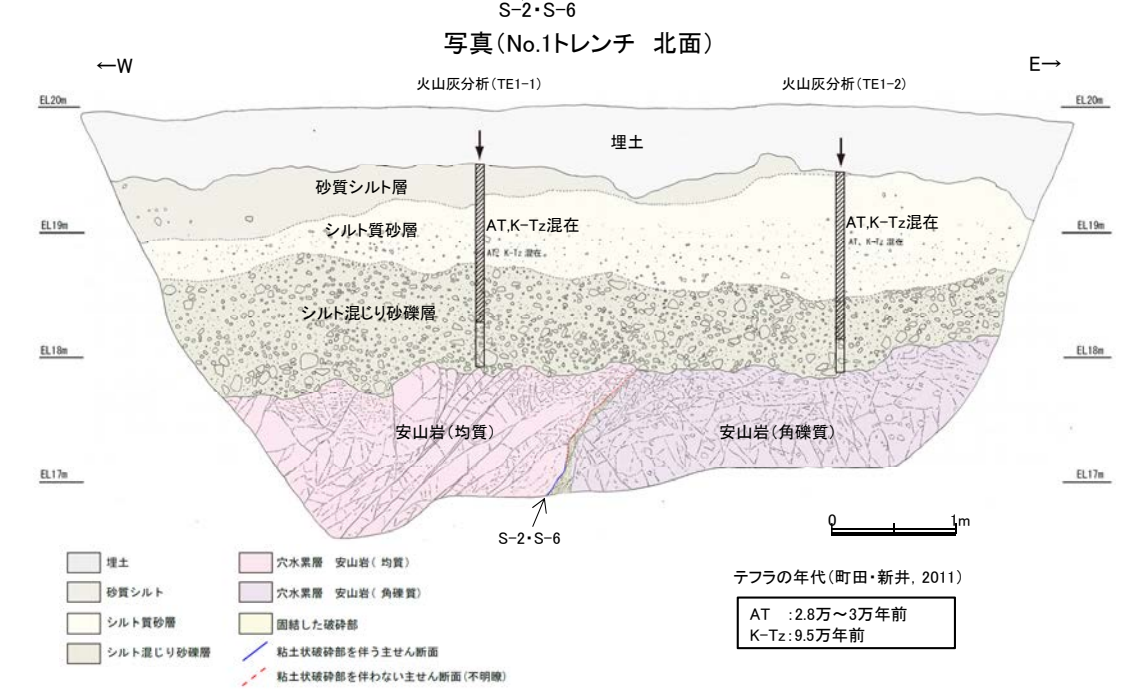 S-2・S-6
写真(No.1トレンチ 北面)
←W
E→
火山灰分析(TE1-1)
火山灰分析(TE1-2)
EL20m
EL20m
埋土
砂質シルト層
シルト質砂層
AT,K-Tz混在
AT,K-Tz混在
AT, K-Tz 混在。
AT, K-Tz 混在
EL19m
EL19m
シルト混じり砂礫層
EL18m
EL18m
安山岩(均質)
安山岩(角礫質)
EL17m
EL17m
S-2・S-6
0
1m
埋土
砂質シルト
シルト質砂層
シルト混じり砂礫層
穴水累層 安山岩( 均質)
穴水累層 安山岩( 角礫質)
固結した破砕部
粘土状破砕部を伴う主せん断面
粘土状破砕部を伴わない主せん断面(不明瞭)
テフラの年代(町田・新井, 2011)
AT :2.8万~3万年前
K-Tz:9.5万年前